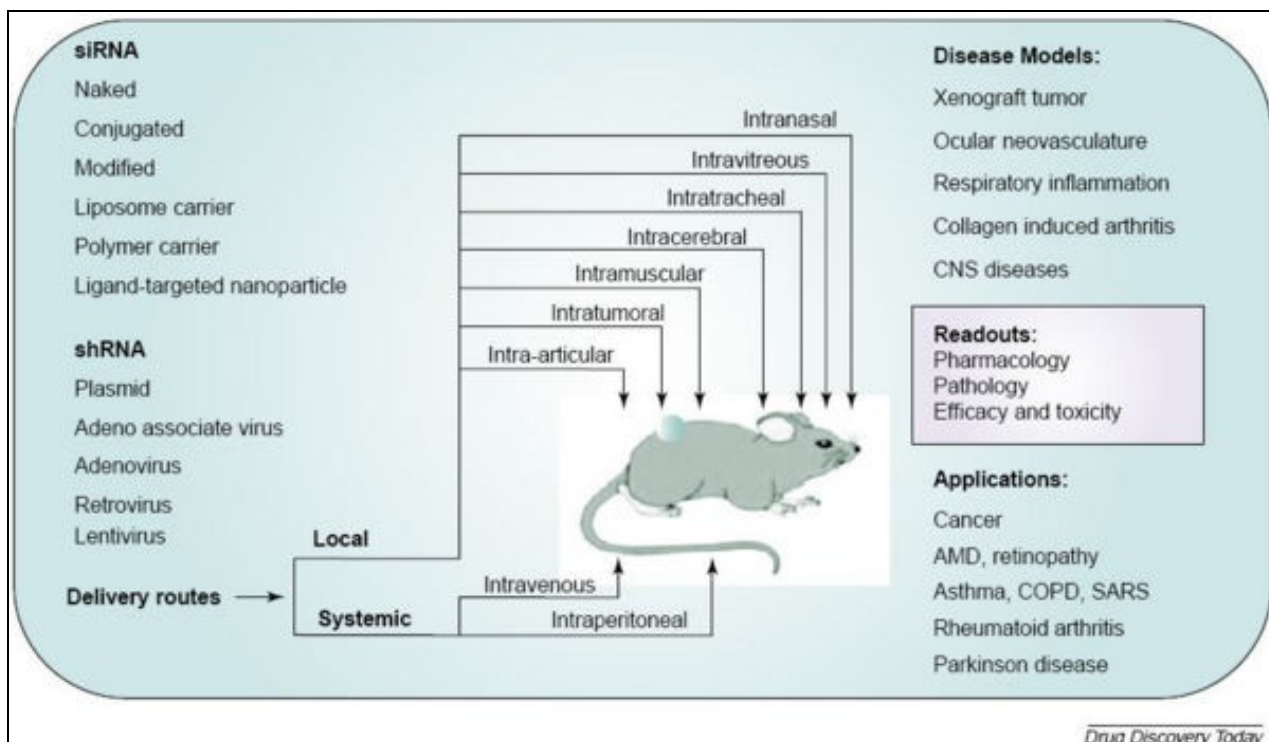 siRNA
Naked
Conjugated
Modified
Liposome carrier
Polymer carrier
Ligand-targeted nanoparticle
shRNA
Plasmid
Adeno associate virus
Adenovirus
Retrovirus
Lentivirus
Delivery routes
Local
Systemic
Intranasal
Intravitreous
Intratracheal
Intracerebral
Intramuscular
Intratumoral
Intra-articular
Intravenous
Intraperitoneal
Disease Models:
Xenograft tumor
Ocular neovasculature
Respiratory inflammation
Collagen induced arthritis
CNS diseases
Readouts:
Pharmacology
Pathology
Efficacy and toxicity
Applications:
Cancer
AMD, retinopathy
Asthma, COPD, SARS
Rheumatoid arthritis
Parkinson disease
Drug Discovery Today